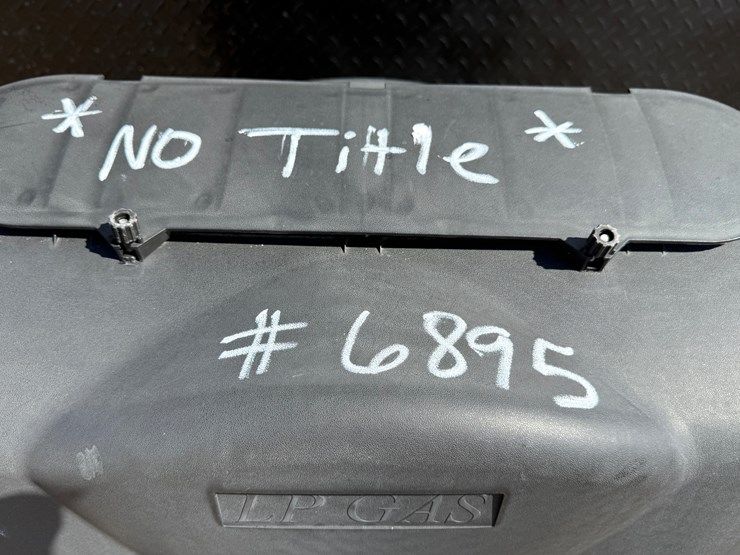 * NO Title *
# 6895
LP GAS